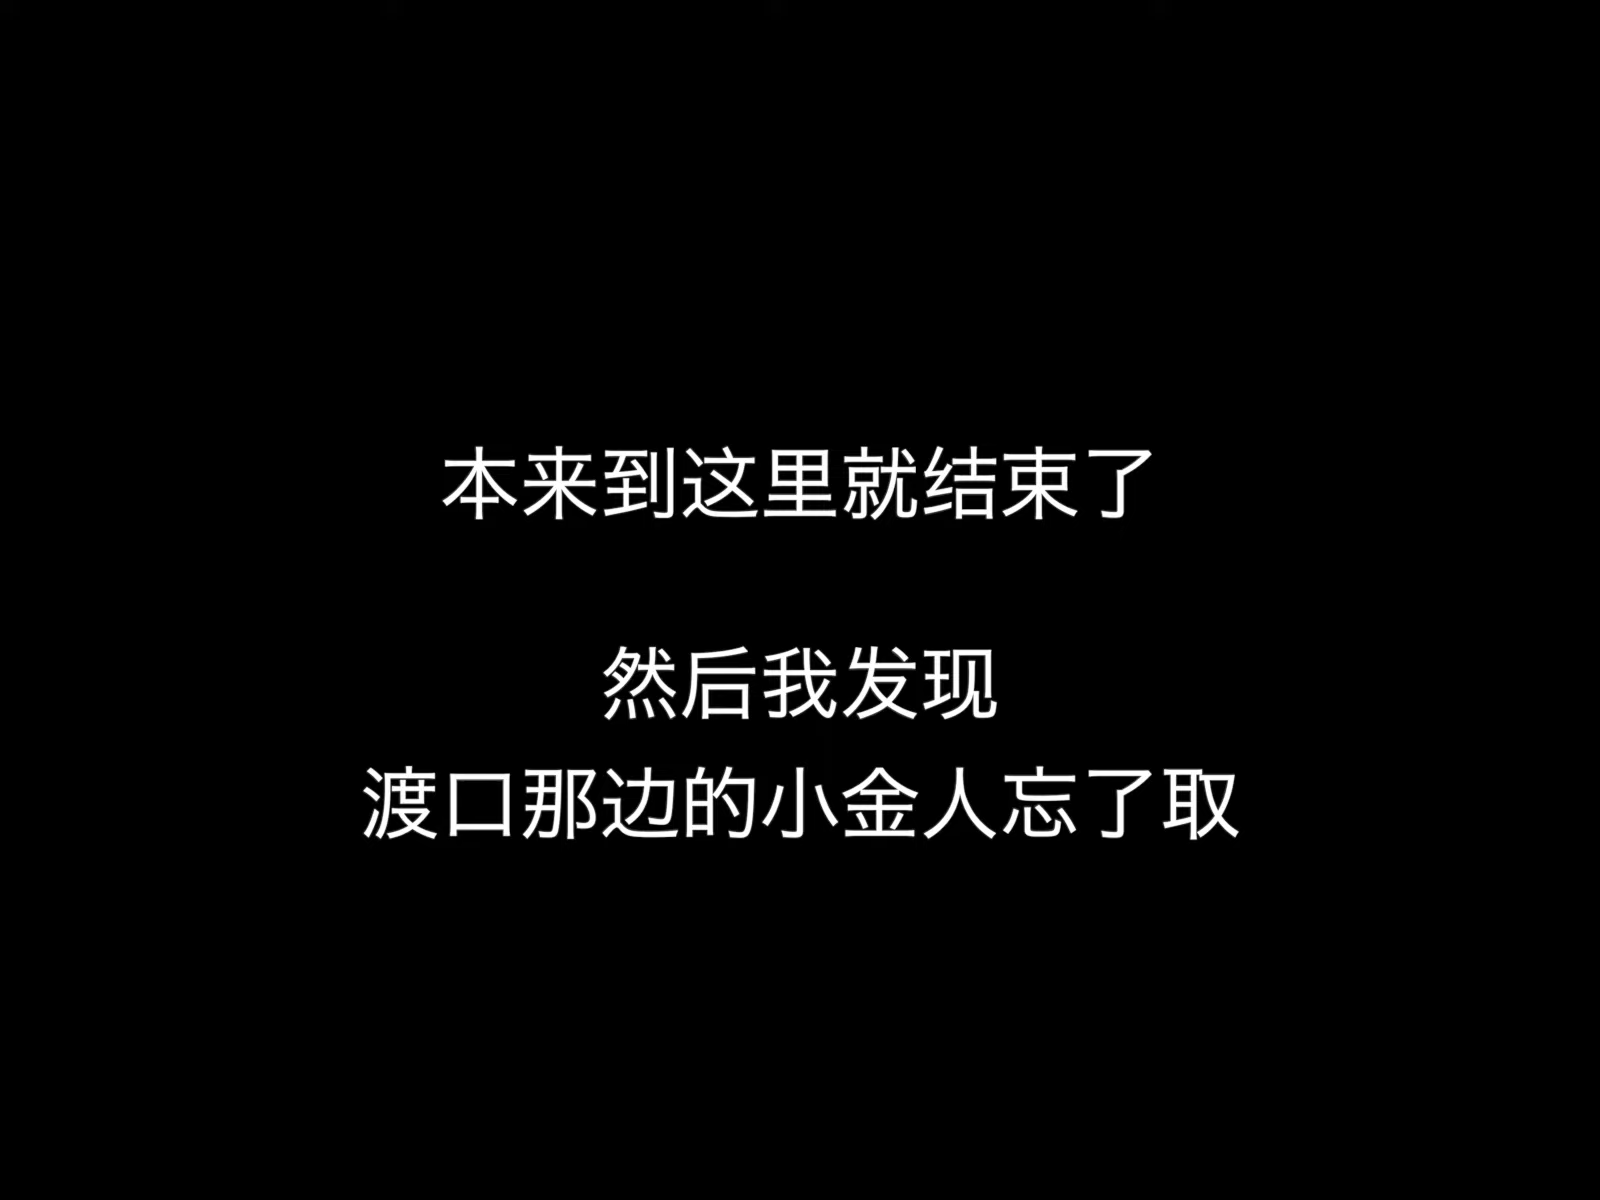 本来到这里就结束了
然后我发现
渡口那边的小金人忘了取